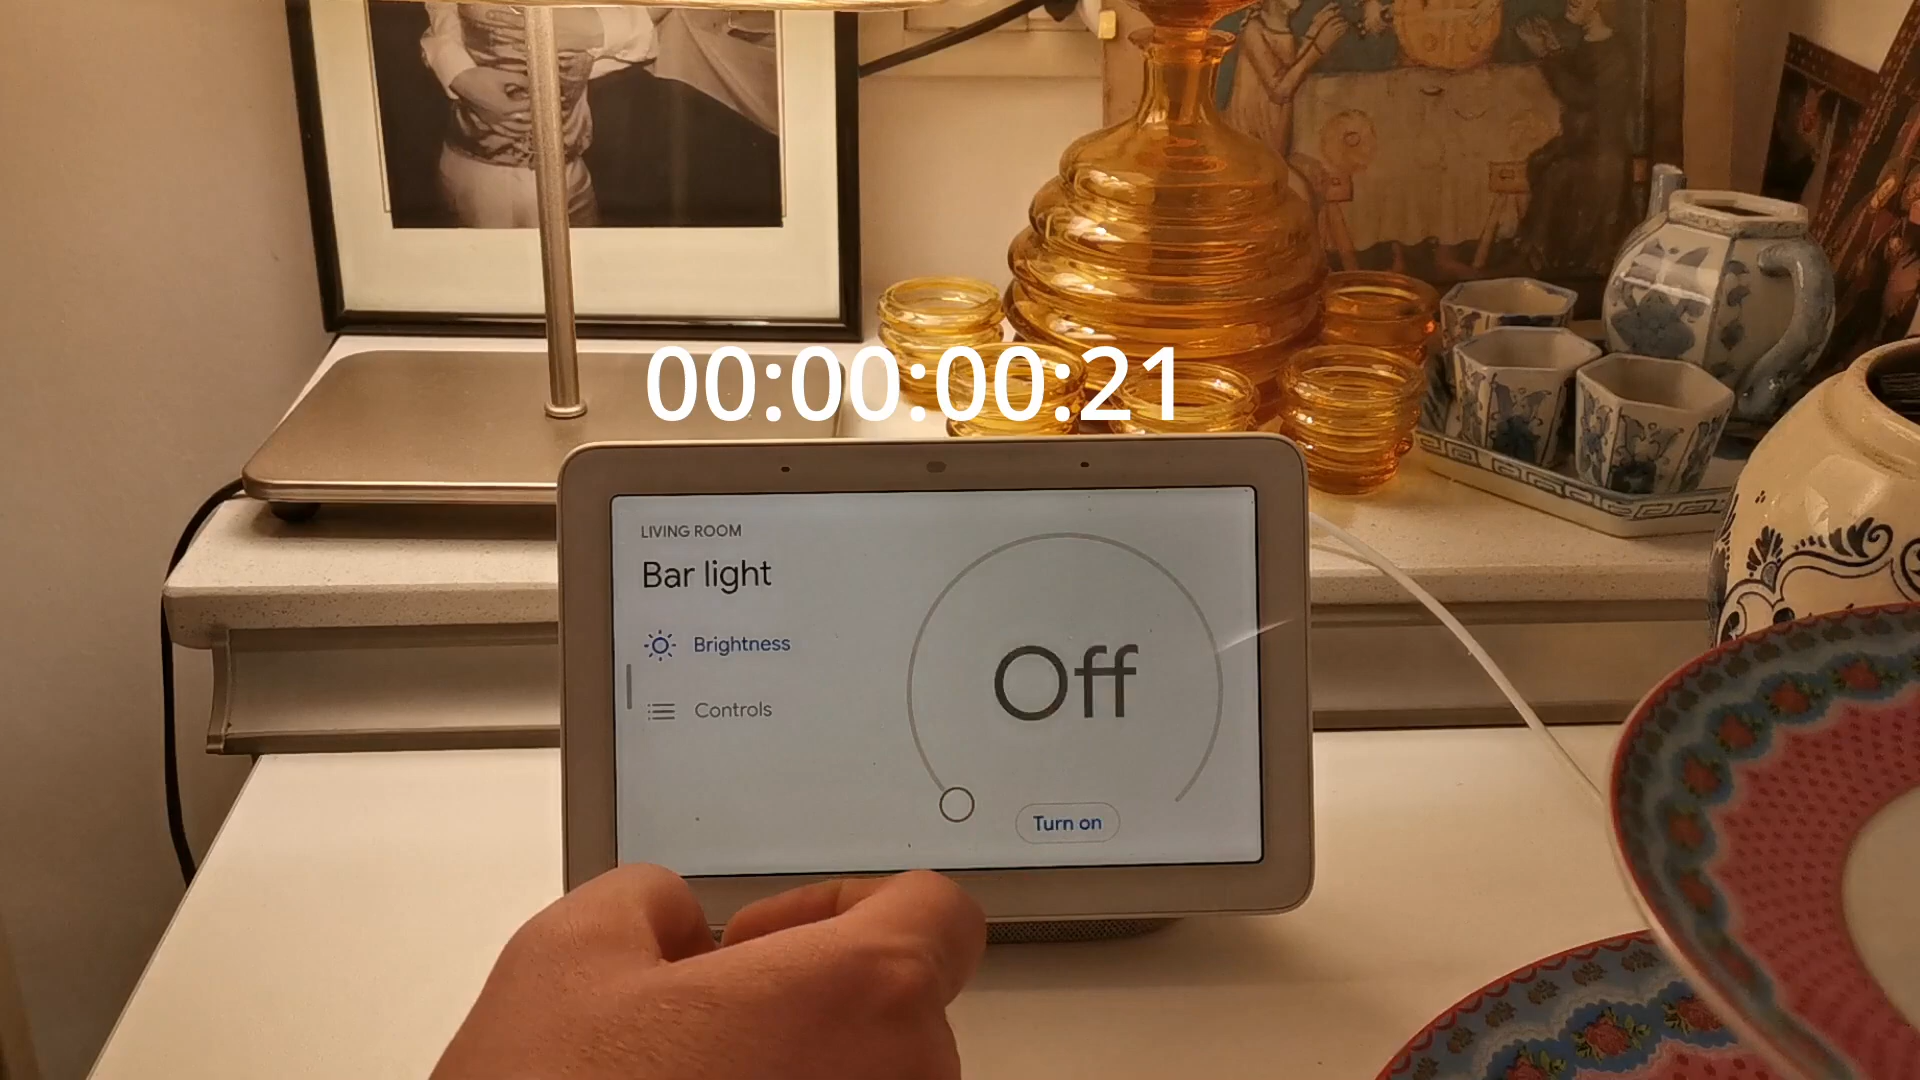 00:00:00:21
LIVING ROOM
Bar light
Brightness
Controls
Off
Turn on